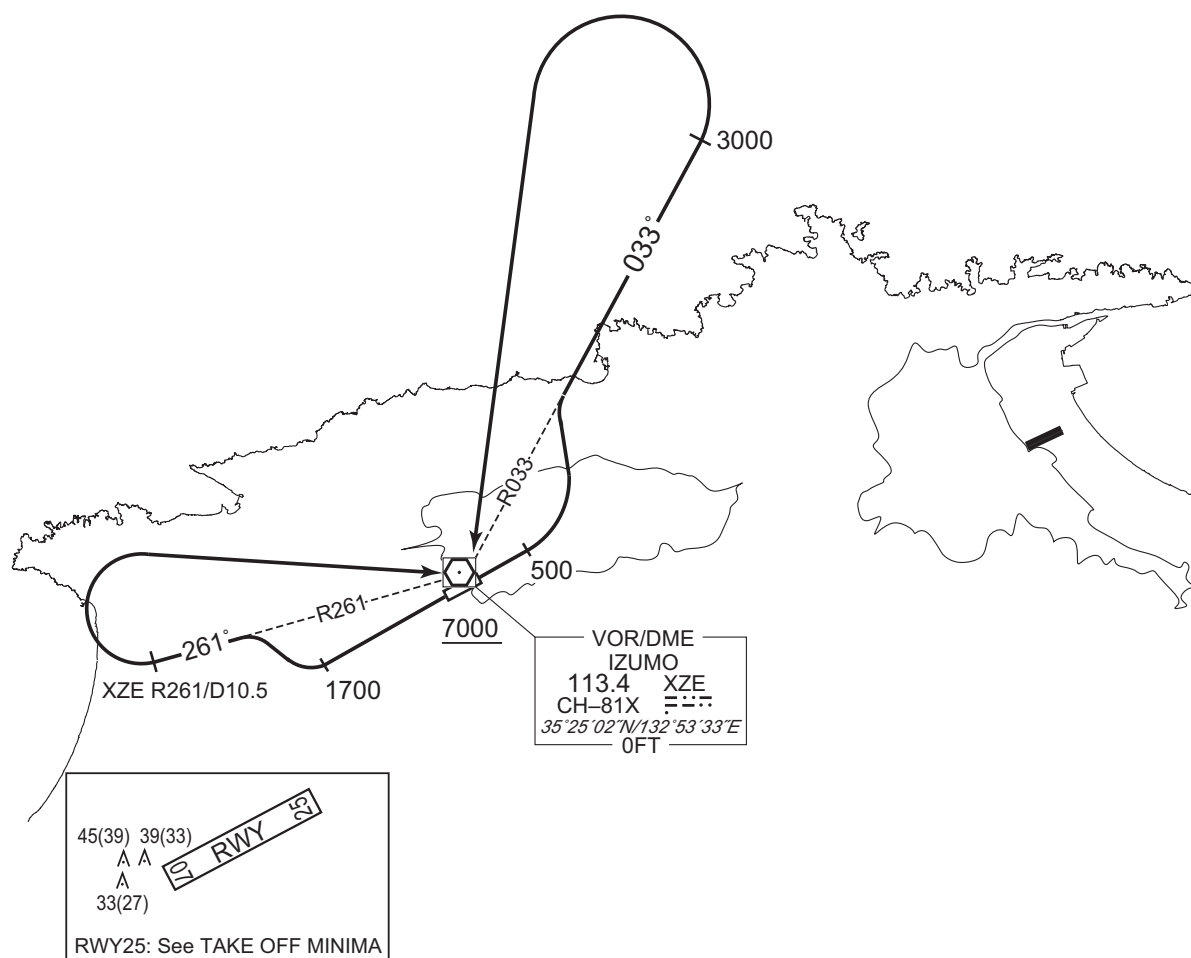 3000
033°
R033
500
R261
261°
7000
XZE R261/D10.5
1700
VOR/DME
IZUMO
113.4 XZE
CH–81X
35°25′02″N/132°53′33″E
0FT
45(39) 39(33)
33(27)
07 RWY 25
RWY25: See TAKE OFF MINIMA